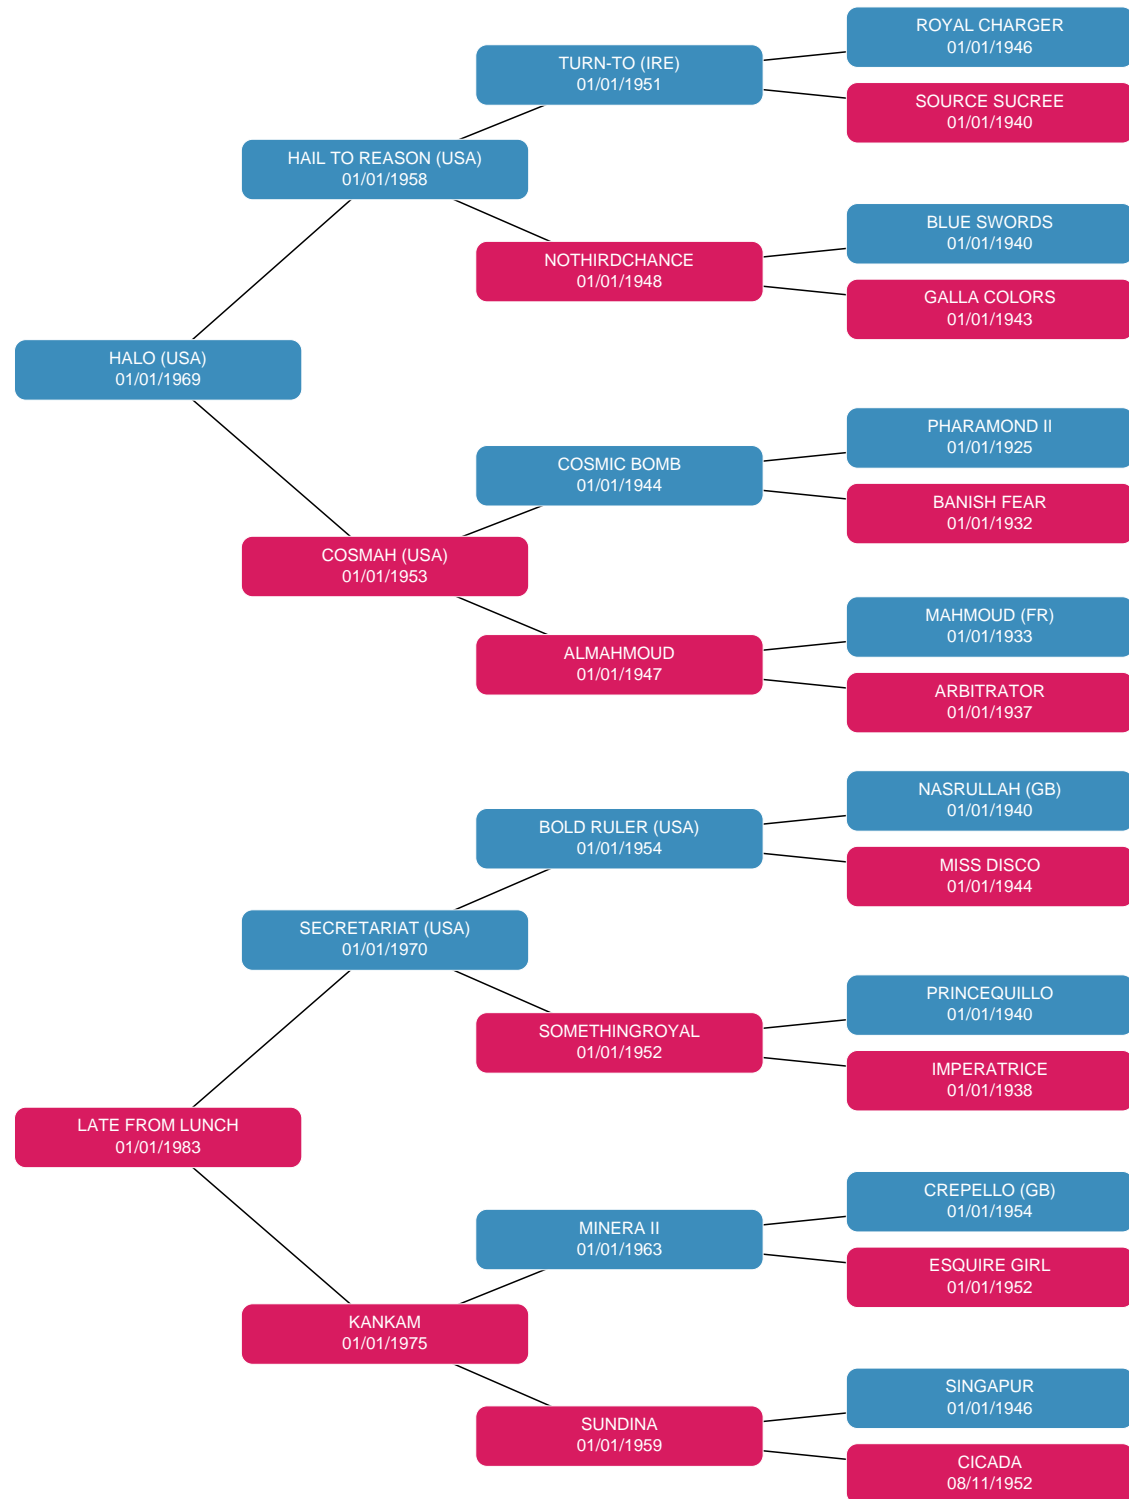 ROYAL CHARGER
01/01/1946
TURN-TO (IRE)
01/01/1951
SOURCE SUCREE
01/01/1940
HAIL TO REASON (USA)
01/01/1958
BLUE SWORDS
01/01/1940
NOTHIRDCHANCE
01/01/1948
GALLA COLORS
01/01/1943
HALO (USA)
01/01/1969
PHARAMOND II
01/01/1925
COSMIC BOMB
01/01/1944
BANISH FEAR
01/01/1932
COSMAH (USA)
01/01/1953
MAHMOUD (FR)
01/01/1933
ALMAHMOUD
01/01/1947
ARBITRATOR
01/01/1937
NASRULLAH (GB)
01/01/1940
BOLD RULER (USA)
01/01/1954
MISS DISCO
01/01/1944
SECRETARIAT (USA)
01/01/1970
PRINCEQUILLO
01/01/1940
SOMETHINGROYAL
01/01/1952
IMPERATRICE
01/01/1938
LATE FROM LUNCH
01/01/1983
CREPELLO (GB)
01/01/1954
MINERA II
01/01/1963
ESQUIRE GIRL
01/01/1952
KANKAM
01/01/1975
SINGAPUR
01/01/1946
SUNDINA
01/01/1959
CICADA
08/11/1952